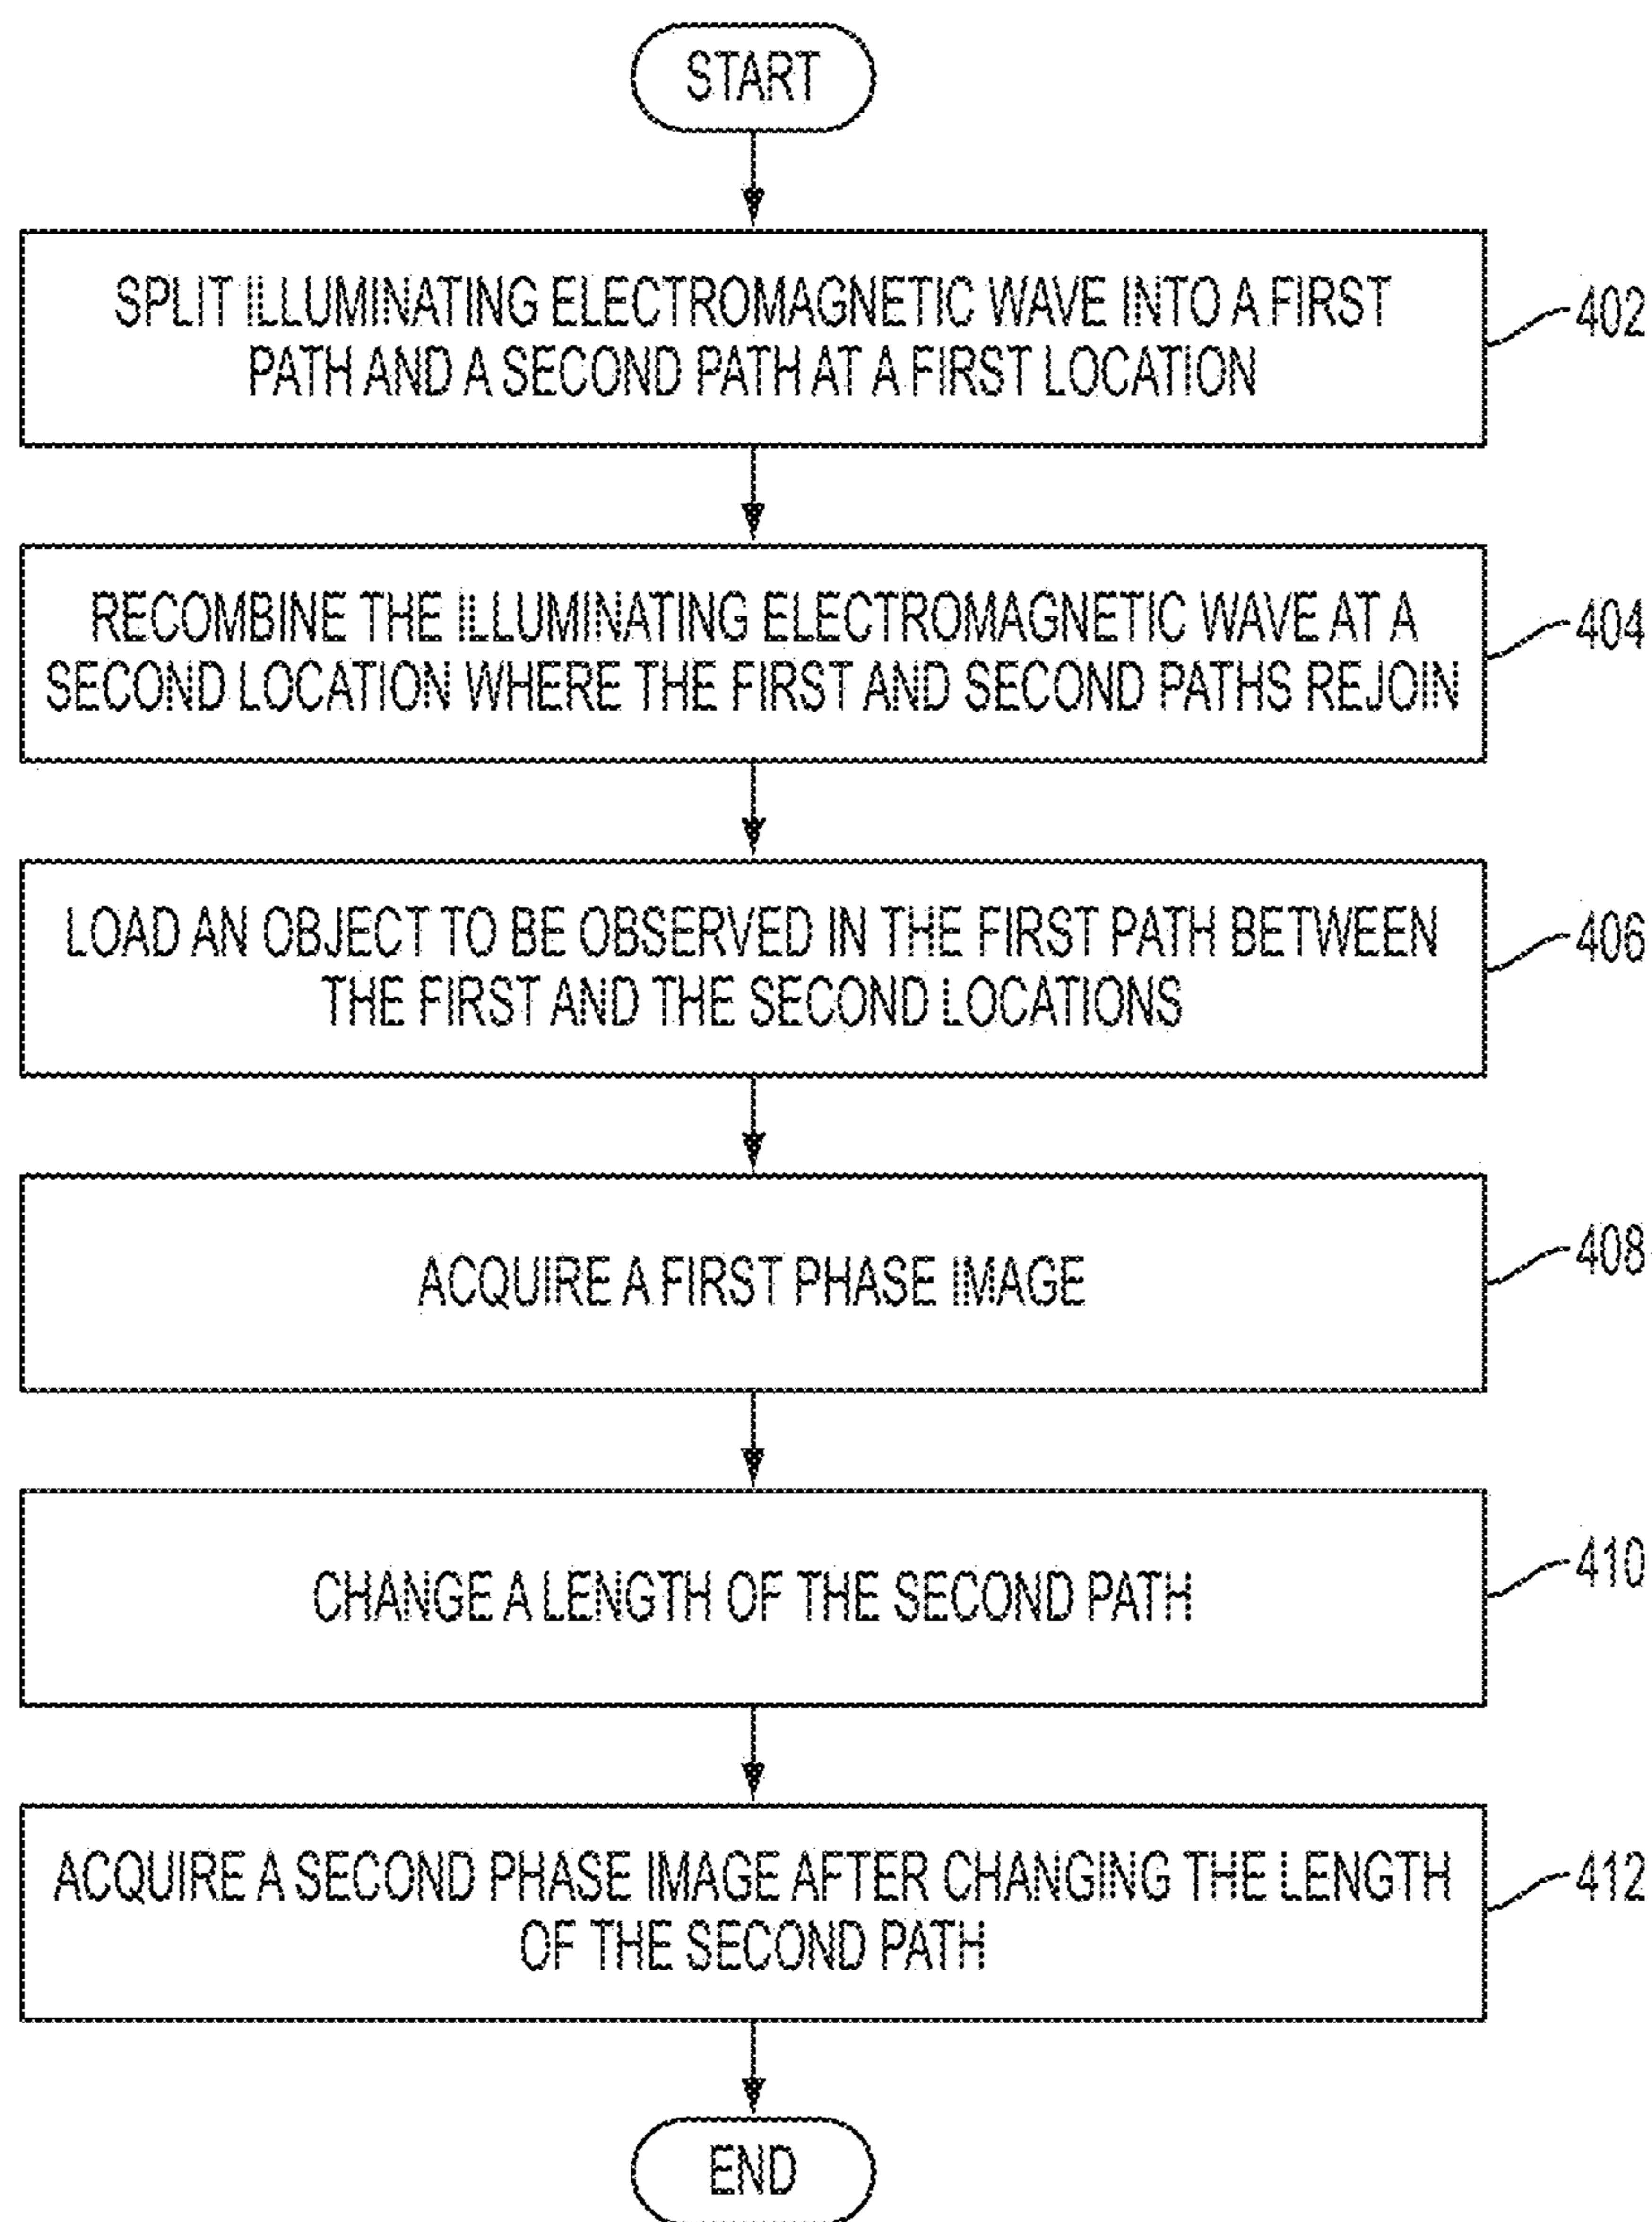 START
SPLIT ILLUMINATING ELECTROMAGNETIC WAVE INTO A FIRST
PATH AND A SECOND PATH AT A FIRST LOCATION
402
RECOMBINE THE ILLUMINATING ELECTROMAGNETIC WAVE AT A
SECOND LOCATION WHERE THE FIRST AND SECOND PATHS REJOIN
404
LOAD AN OBJECT TO BE OBSERVED IN THE FIRST PATH BETWEEN
THE FIRST AND THE SECOND LOCATIONS
406
ACQUIRE A FIRST PHASE IMAGE
408
CHANGE A LENGTH OF THE SECOND PATH
410
ACQUIRE A SECOND PHASE IMAGE AFTER CHANGING THE LENGTH
OF THE SECOND PATH
412
END